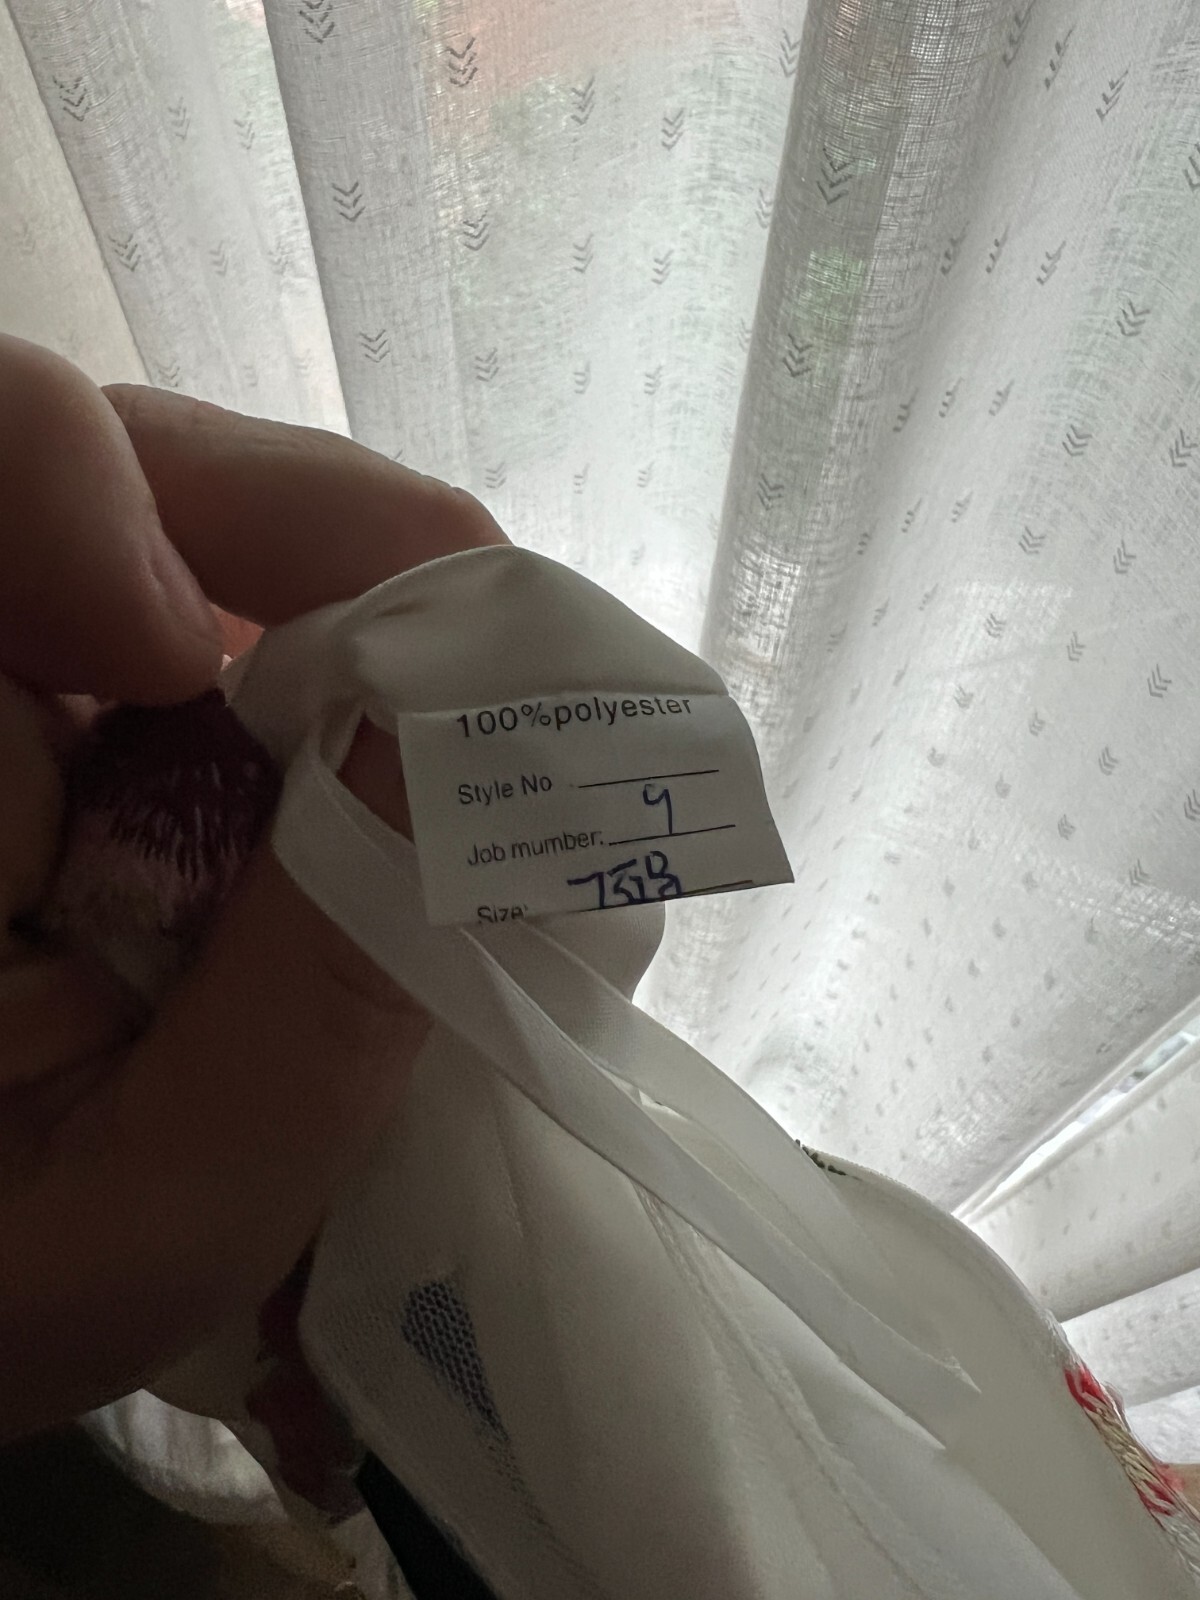 100%polyester
Style No
Job mumber: 9
Size: 75B